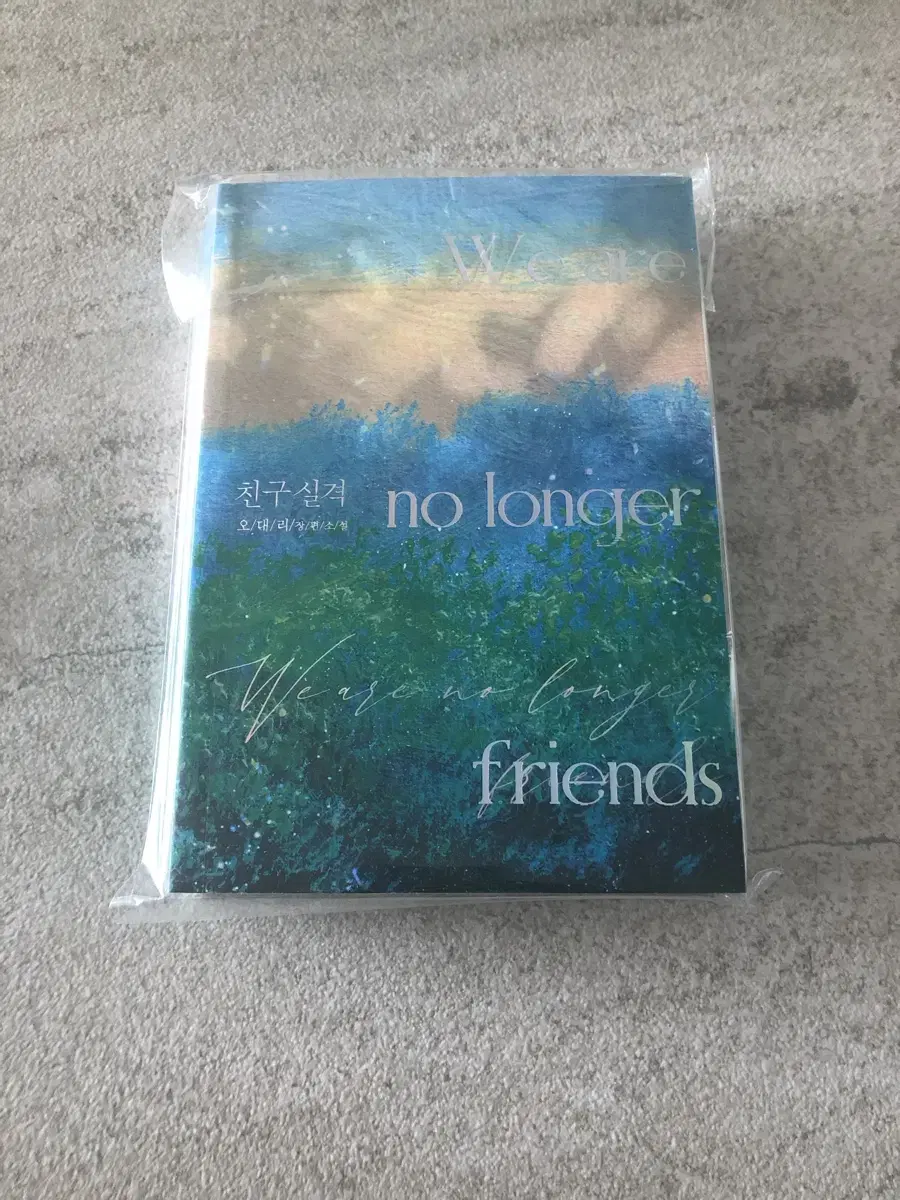 We are
친구실격
오/대/리/장/편/소/설
no longer
We are no longer
friends